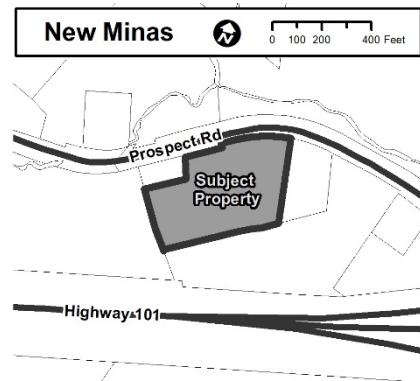 New Minas
N
0 100 200 400 Feet
Prospect Rd
Subject
Property
Highway 101